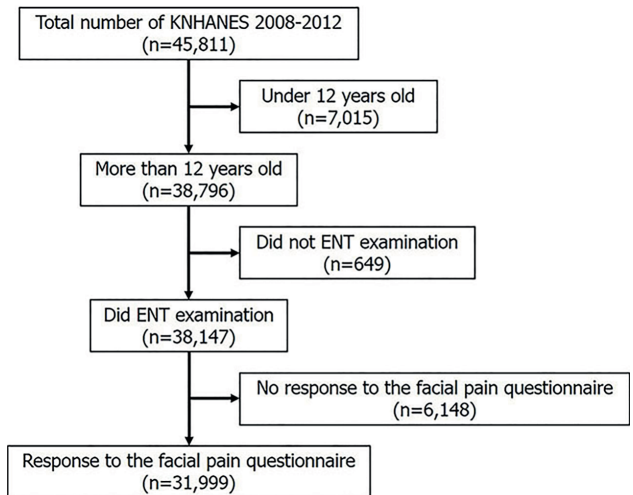 Total number of KNHANES 2008-2012
(n=45,811)
Under 12 years old
(n=7,015)
More than 12 years old
(n=38,796)
Did not ENT examination
(n=649)
Did ENT examination
(n=38,147)
No response to the facial pain questionnaire
(n=6,148)
Response to the facial pain questionnaire
(n=31,999)